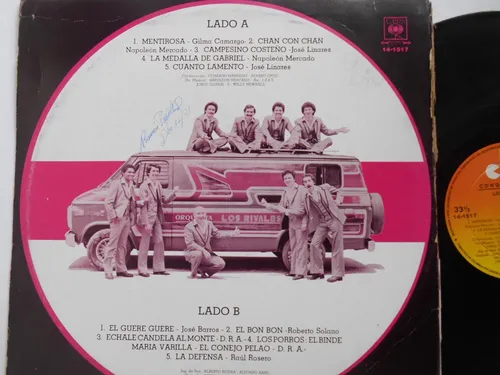 LADO A
1. MENTIROSA - Gilma Camargo - 2. CHAN CON CHAN
Napoleón Mercado - 3. CAMPESINO COSTEÑO - José Linares
4. LA MEDALLA DE GABRIEL - Napoleón Mercado
5. CUANTO LAMENTO - José Linares
CBS
14-1517
ORQUESTA LOS RIVALES
33⅓
14-1517
LADO B
1. EL GUERE GUERE - José Barros - 2. EL BON BON - Roberto Solano
3. ECHALE CANDELA AL MONTE - D.R.A. - 4. LOS PORROS: EL BINDE
MARIA VARILLA - EL CONEJO PELAO - D.R.A.
5. LA DEFENSA - Raúl Rosero